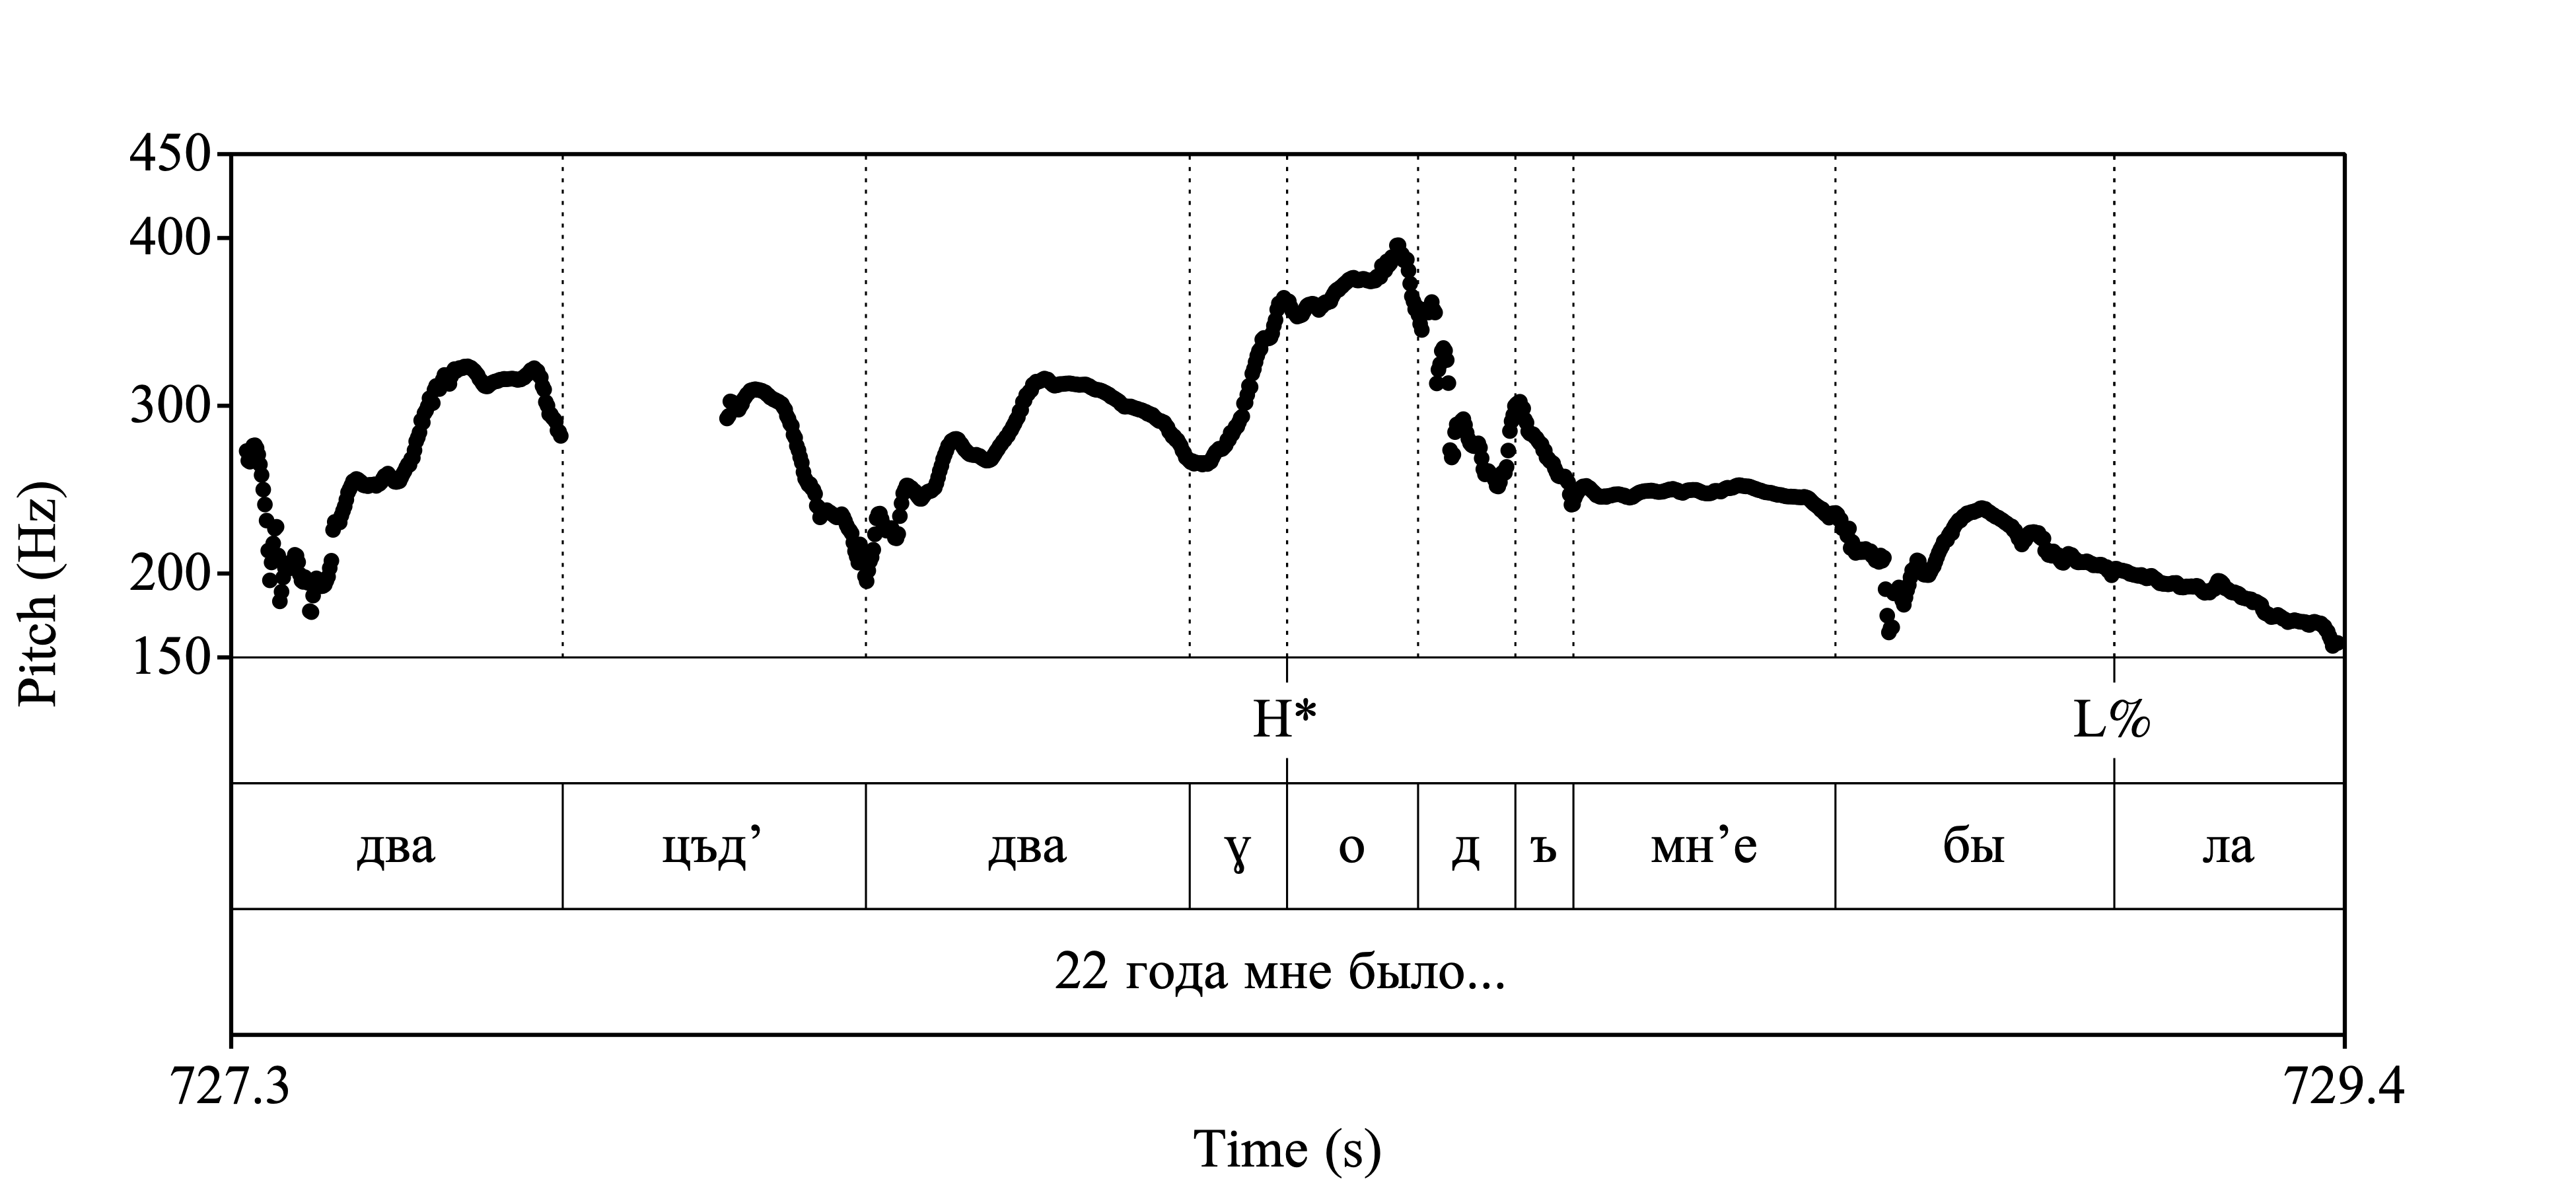 450
400
300
200
150
Pitch (Hz)
H* L%
два цъд’ два ɣ о д ъ мн’е бы ла
22 года мне было...
727.3 729.4
Time (s)